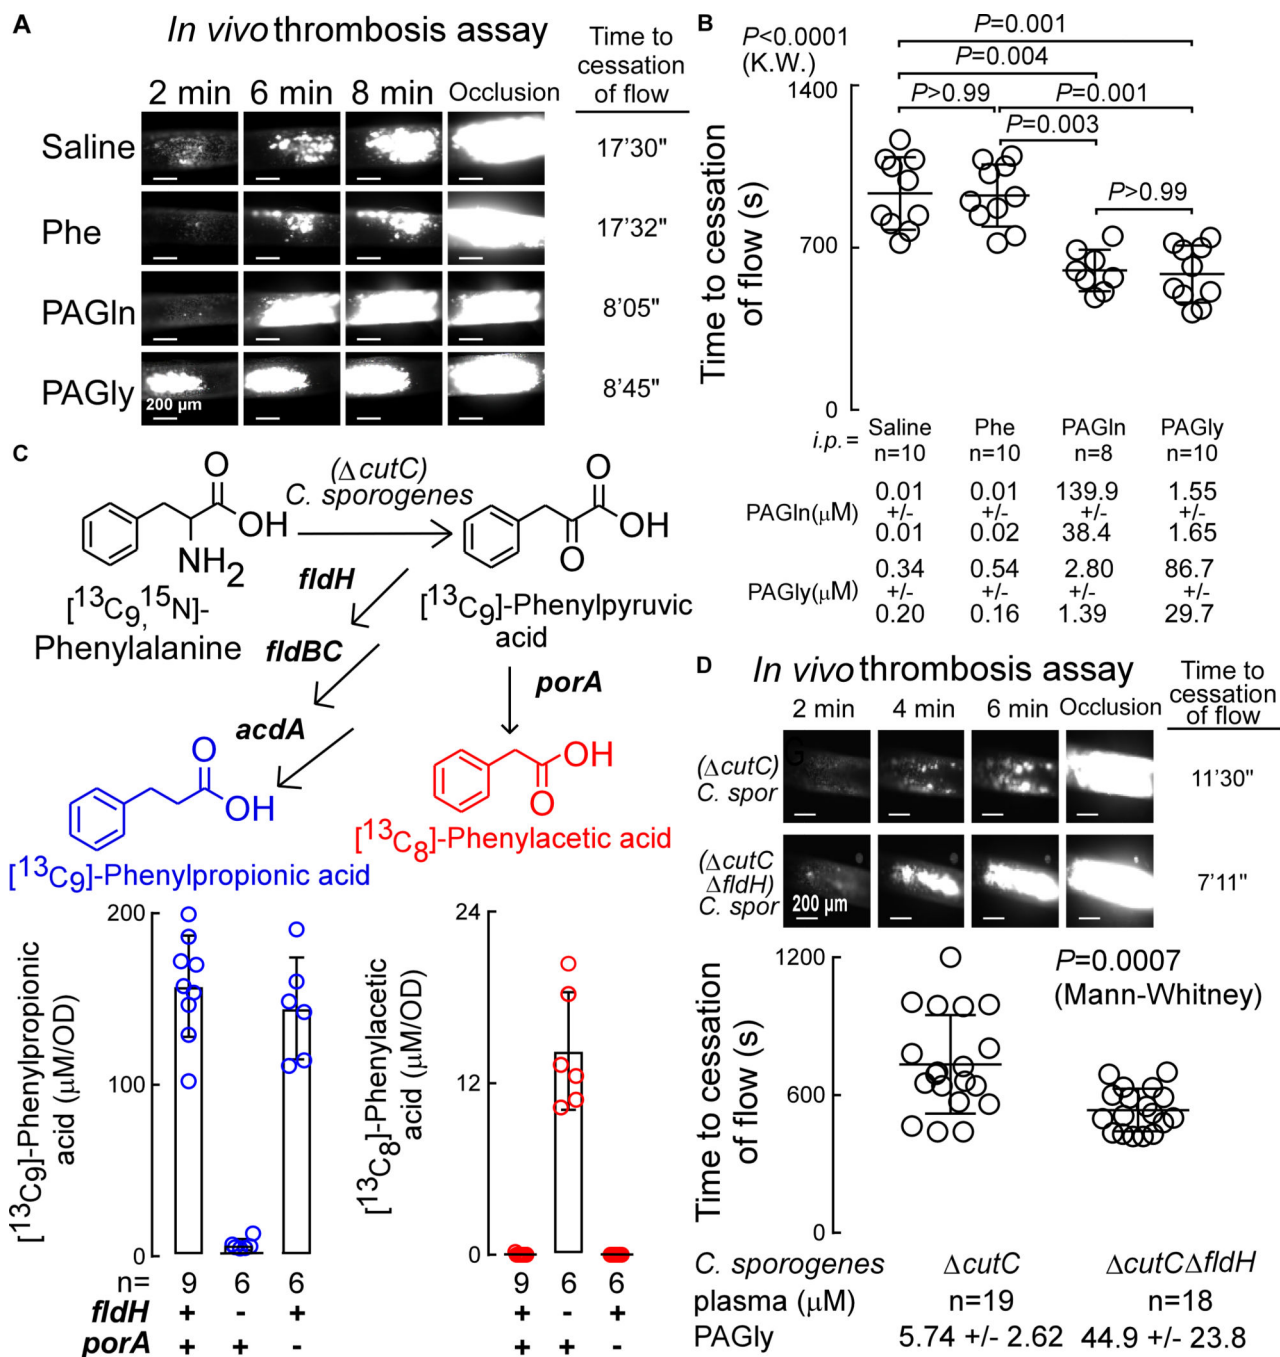 A
In vivo thrombosis assay
Time to
cessation
of flow
2 min 6 min 8 min Occlusion
Saline 17'30"
Phe 17'32"
PAGln 8'05"
PAGly 8'45"
200 µm
B
P<0.0001
(K.W.)
P=0.001
P=0.004
P>0.99 P=0.001
P=0.003
P>0.99
Time to cessation
of flow (s)
1400
700
0
i.p.= Saline Phe PAGln PAGly
n=10 n=10 n=8 n=10
PAGln(µM) 0.01 +/- 0.01 0.01 +/- 0.02 139.9 +/- 38.4 1.55 +/- 1.65
PAGly(µM) 0.34 +/- 0.20 0.54 +/- 0.16 2.80 +/- 1.39 86.7 +/- 29.7
C
(ΔcutC)
C. sporogenes
O
OH
NH2
O
OH
O
[13C9,15N]-
Phenylalanine
fldH
[13C9]-Phenylpyruvic
acid
fldBC
porA
acdA
O
OH
OH
O
[13C8]-Phenylacetic acid
[13C9]-Phenylpropionic acid
[13C9]-Phenylpropionic
acid (µM/OD)
200
100
0
[13C8]-Phenylacetic
acid (µM/OD)
24
12
0
n= 9 6 6 9 6 6
fldH + - + + - +
porA + + - + + -
D
In vivo thrombosis assay
Time to
cessation
of flow
2 min 4 min 6 min Occlusion
G
(ΔcutC)
C. spor
11'30"
(ΔcutC
ΔfldH)
C. spor
200 µm
7'11"
Time to cessation
of flow (s)
1200
600
0
P=0.0007
(Mann-Whitney)
C. sporogenes ΔcutC ΔcutCΔfldH
plasma (µM) n=19 n=18
PAGly 5.74 +/- 2.62 44.9 +/- 23.8